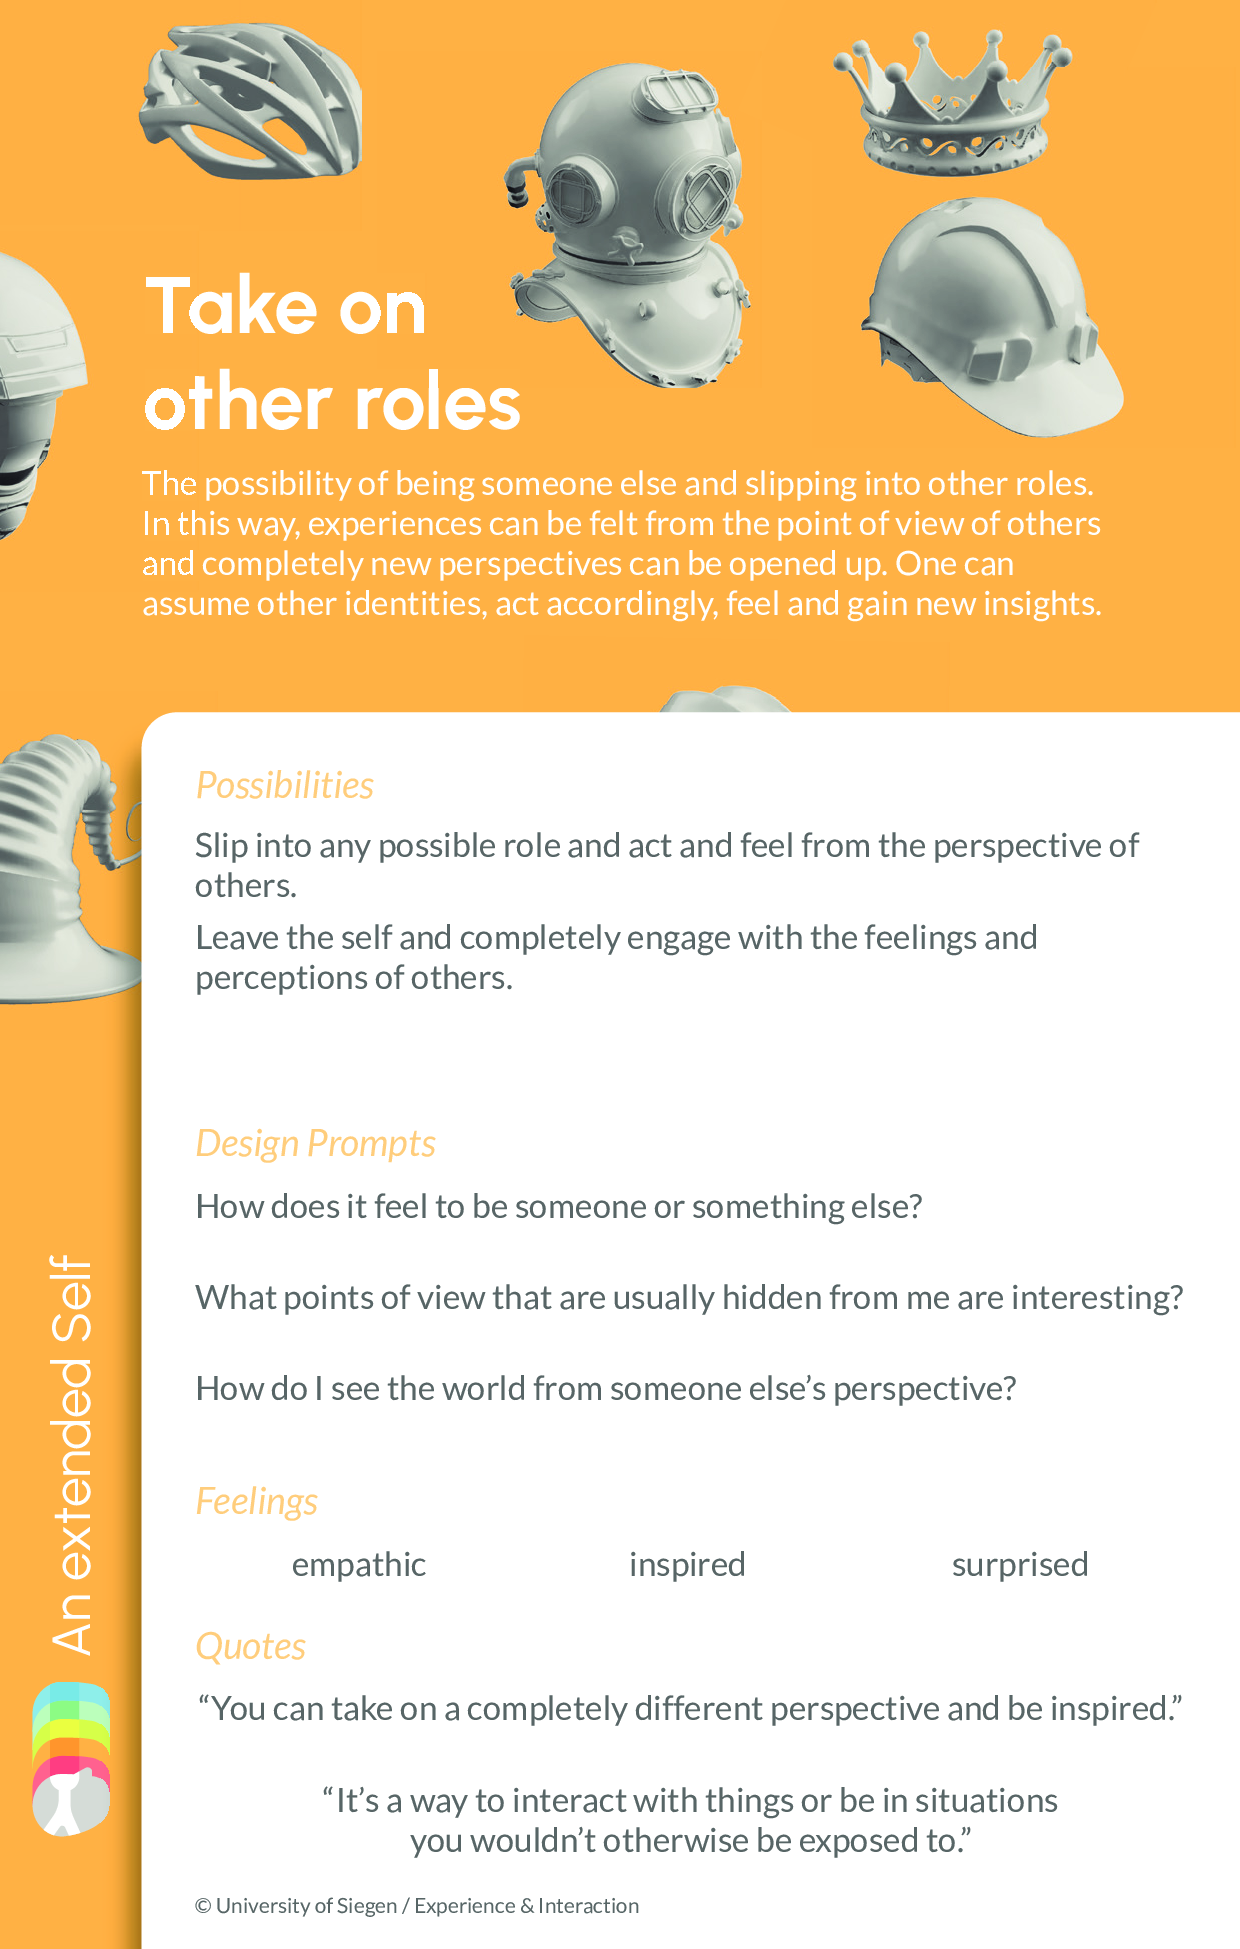 Take on
other roles
The possibility of being someone else and slipping into other roles.
In this way, experiences can be felt from the point of view of others
and completely new perspectives can be opened up. One can
assume other identities, act accordingly, feel and gain new insights.
Possibilities
Slip into any possible role and act and feel from the perspective of
others.
Leave the self and completely engage with the feelings and
perceptions of others.
Design Prompts
How does it feel to be someone or something else?
What points of view that are usually hidden from me are interesting?
How do I see the world from someone else’s perspective?
Feelings
empathic inspired surprised
Quotes
“You can take on a completely different perspective and be inspired.”
“It’s a way to interact with things or be in situations
you wouldn’t otherwise be exposed to.”
© University of Siegen / Experience & Interaction
An extended Self